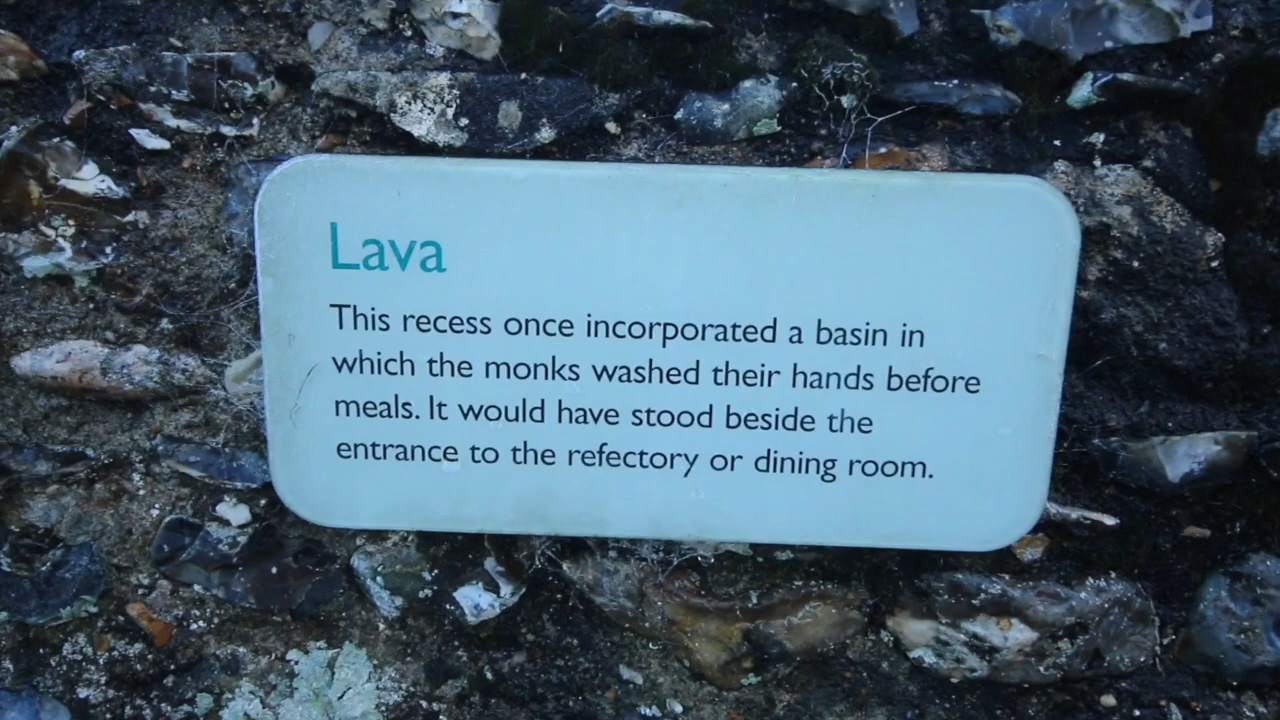 Lava
This recess once incorporated a basin in
which the monks washed their hands before
meals. It would have stood beside the
entrance to the refectory or dining room.